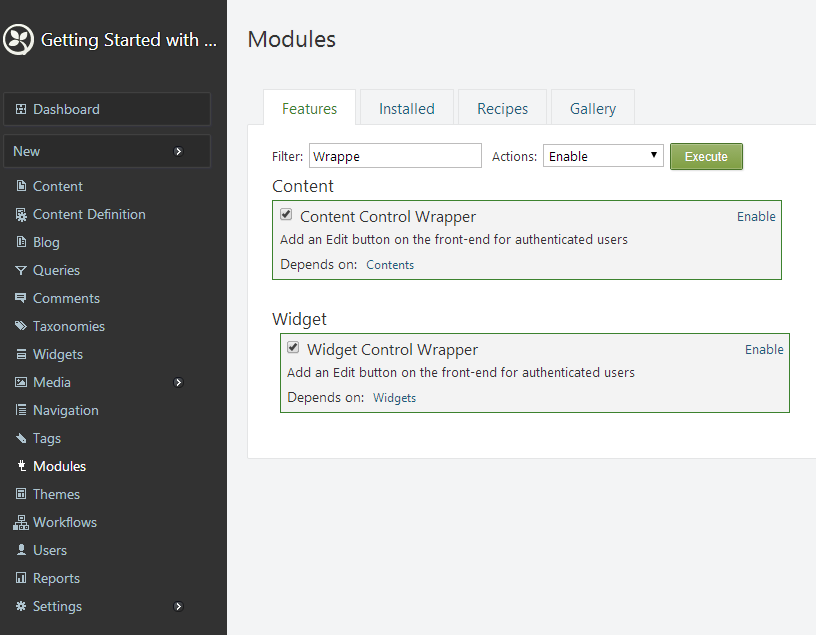 Getting Started with ...
Dashboard
New
Content
Content Definition
Blog
Queries
Comments
Taxonomies
Widgets
Media
Navigation
Tags
Modules
Themes
Workflows
Users
Reports
Settings
Modules
Features Installed Recipes Gallery
Filter: Wrappe Actions: Enable Execute
Content
Content Control Wrapper Enable
Add an Edit button on the front-end for authenticated users
Depends on: Contents
Widget
Widget Control Wrapper Enable
Add an Edit button on the front-end for authenticated users
Depends on: Widgets